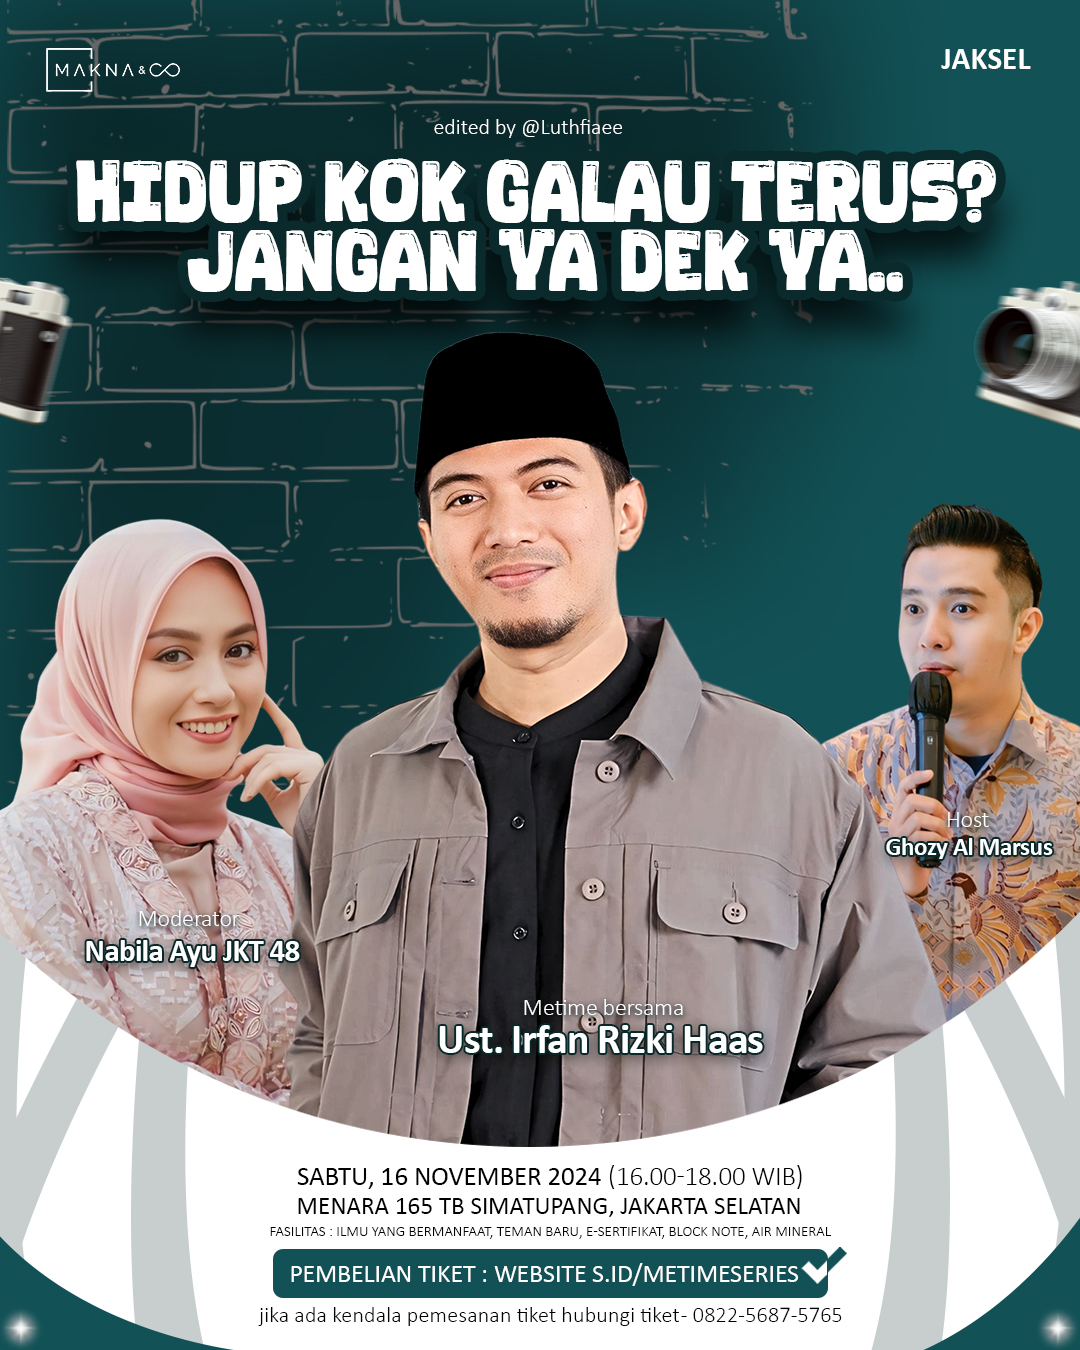 MAKNA & CO
JAKSEL
edited by @Luthfiaee
HIDUP KOK GALAU TERUS?
JANGAN YA DEK YA..
Host
Ghozy Al Marsus
Moderator
Nabila Ayu JKT 48
Metime bersama
Ust. Irfan Rizki Haas
SABTU, 16 NOVEMBER 2024 (16.00-18.00 WIB)
MENARA 165 TB SIMATUPANG, JAKARTA SELATAN
FASILITAS : ILMU YANG BERMANFAAT, TEMAN BARU, E-SERTIFIKAT, BLOCK NOTE, AIR MINERAL
PEMBELIAN TIKET : WEBSITE S.ID/METIMESERIES
jika ada kendala pemesanan tiket hubungi tiket- 0822-5687-5765